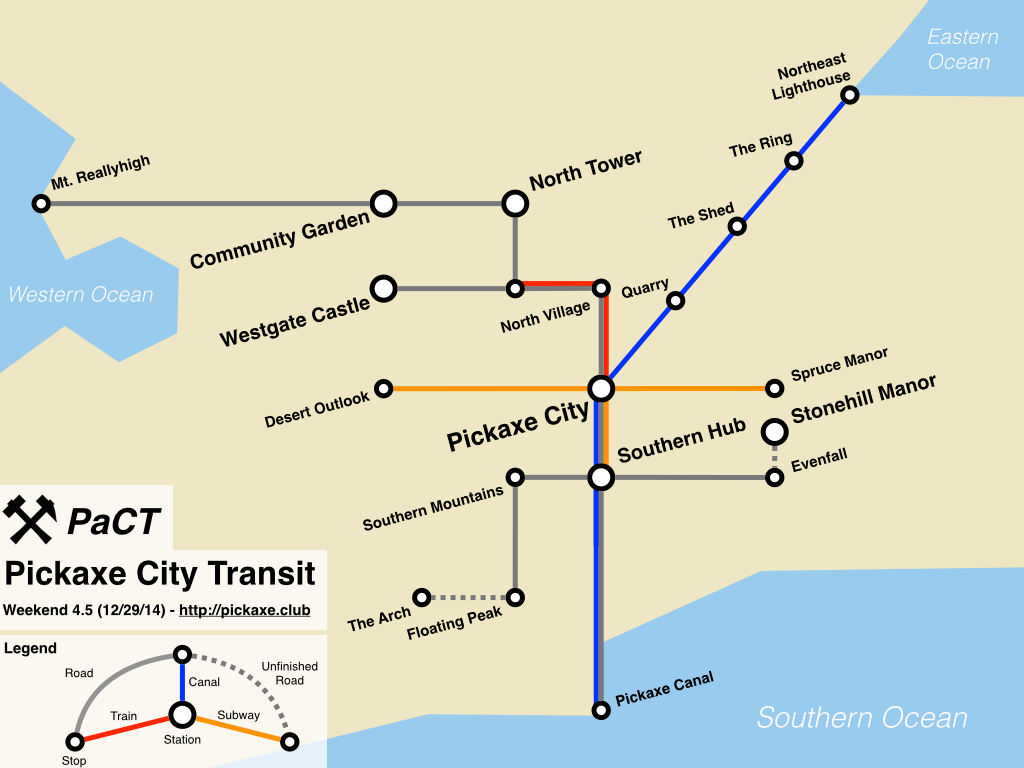 Eastern
Ocean
Northeast
Lighthouse
The Ring
Mt. Reallyhigh
North Tower
The Shed
Community Garden
Western Ocean
Quarry
North Village
Westgate Castle
Spruce Manor
Desert Outlook
Stonehill Manor
Pickaxe City
Southern Hub
Evenfall
Southern Mountains
PaCT
Pickaxe City Transit
Weekend 4.5 (12/29/14) - http://pickaxe.club
The Arch
Floating Peak
Legend
Road
Unfinished
Road
Canal
Train
Subway
Station
Stop
Pickaxe Canal
Southern Ocean